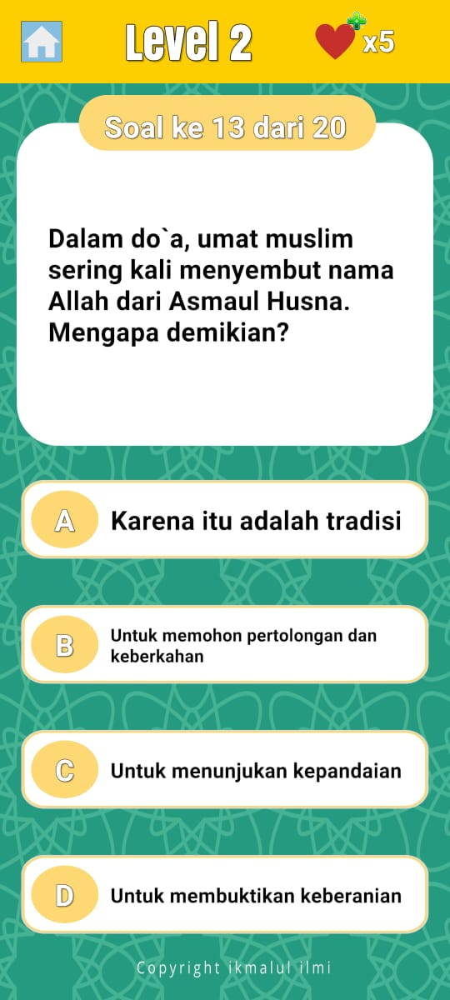 Level 2
x5
Soal ke 13 dari 20
Dalam do`a, umat muslim
sering kali menyembut nama
Allah dari Asmaul Husna.
Mengapa demikian?
A Karena itu adalah tradisi
B Untuk memohon pertolongan dan
keberkahan
C Untuk menunjukan kepandaian
D Untuk membuktikan keberanian
Copyright ikmalul ilmi